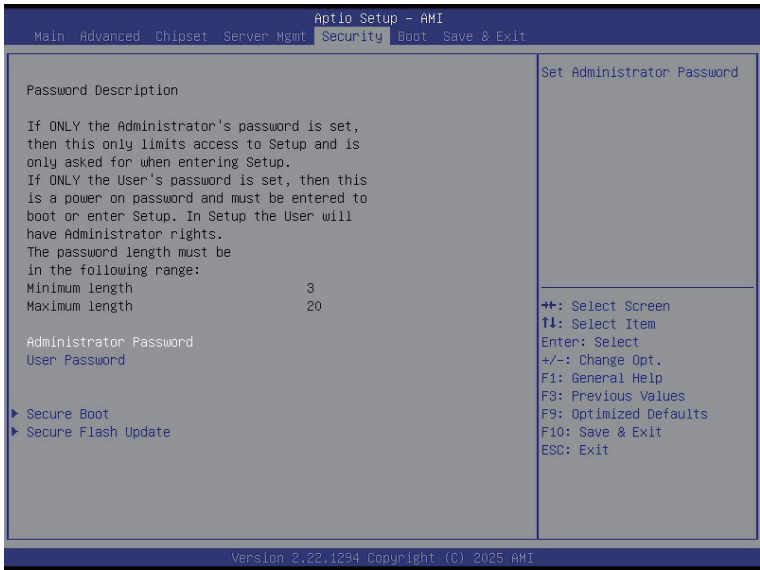 Aptio Setup – AMI
Main Advanced Chipset Server Mgmt Security Boot Save & Exit
Password Description
If ONLY the Administrator's password is set,
then this only limits access to Setup and is
only asked for when entering Setup.
If ONLY the User's password is set, then this
is a power on password and must be entered to
boot or enter Setup. In Setup the User will
have Administrator rights.
The password length must be
in the following range:
Minimum length 3
Maximum length 20
Administrator Password
User Password
▶ Secure Boot
▶ Secure Flash Update
Set Administrator Password
→←: Select Screen
↑↓: Select Item
Enter: Select
+/-: Change Opt.
F1: General Help
F3: Previous Values
F9: Optimized Defaults
F10: Save & Exit
ESC: Exit
Version 2.22.1294 Copyright (C) 2025 AMI